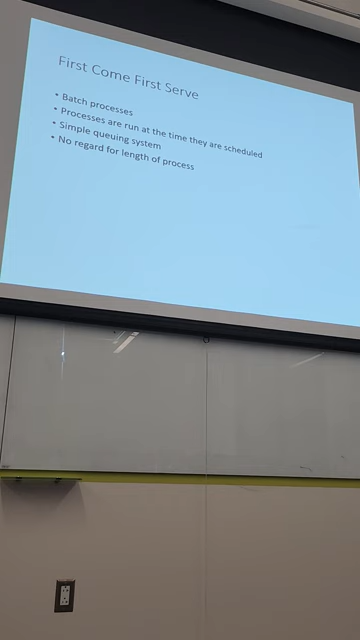 First Come First Serve
• Batch processes
• Processes are run at the time they are scheduled
• Simple queuing system
• No regard for length of process